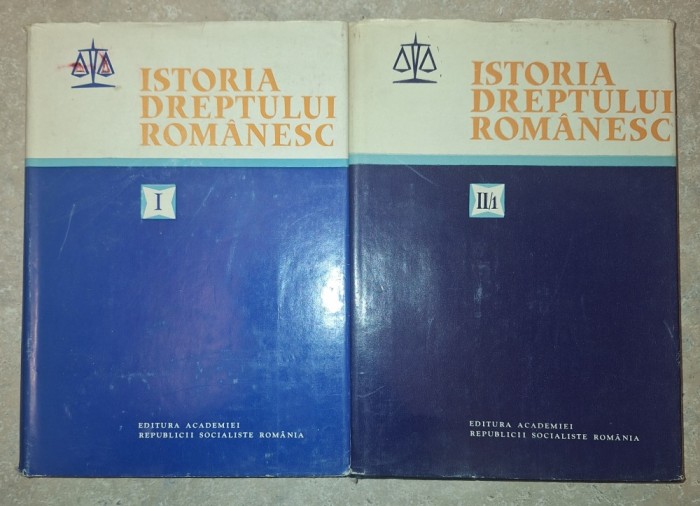 ISTORIA
DREPTULUI
ROMÂNESC
I
EDITURA ACADEMIEI
REPUBLICII SOCIALISTE ROMÂNIA
ISTORIA
DREPTULUI
ROMÂNESC
II/1
EDITURA ACADEMIEI
REPUBLICII SOCIALISTE ROMÂNIA